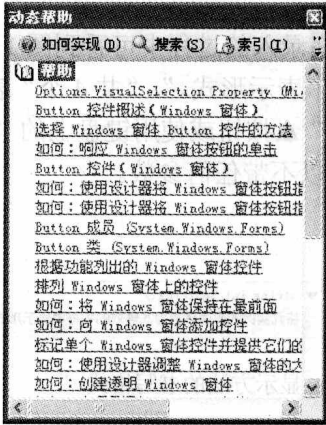 动态帮助
如何实现(D) 搜索(S) 索引(I)
帮助
Options.VisualSelection Property (Mi
Button 控件概述(Windows 窗体)
选择 Windows 窗体 Button 控件的方法
如何：响应 Windows 窗体按钮的单击
Button 控件(Windows 窗体)
如何：使用设计器将 Windows 窗体按钮指
如何：使用设计器将 Windows 窗体按钮指
Button 成员 (System.Windows.Forms)
Button 类 (System.Windows.Forms)
根据功能列出的 Windows 窗体控件
排列 Windows 窗体上的控件
如何：将 Windows 窗体保持在最前面
如何：向 Windows 窗体添加控件
标记单个 Windows 窗体控件并提供它们的
如何：使用设计器调整 Windows 窗体的大
如何：创建透明 Windows 窗体